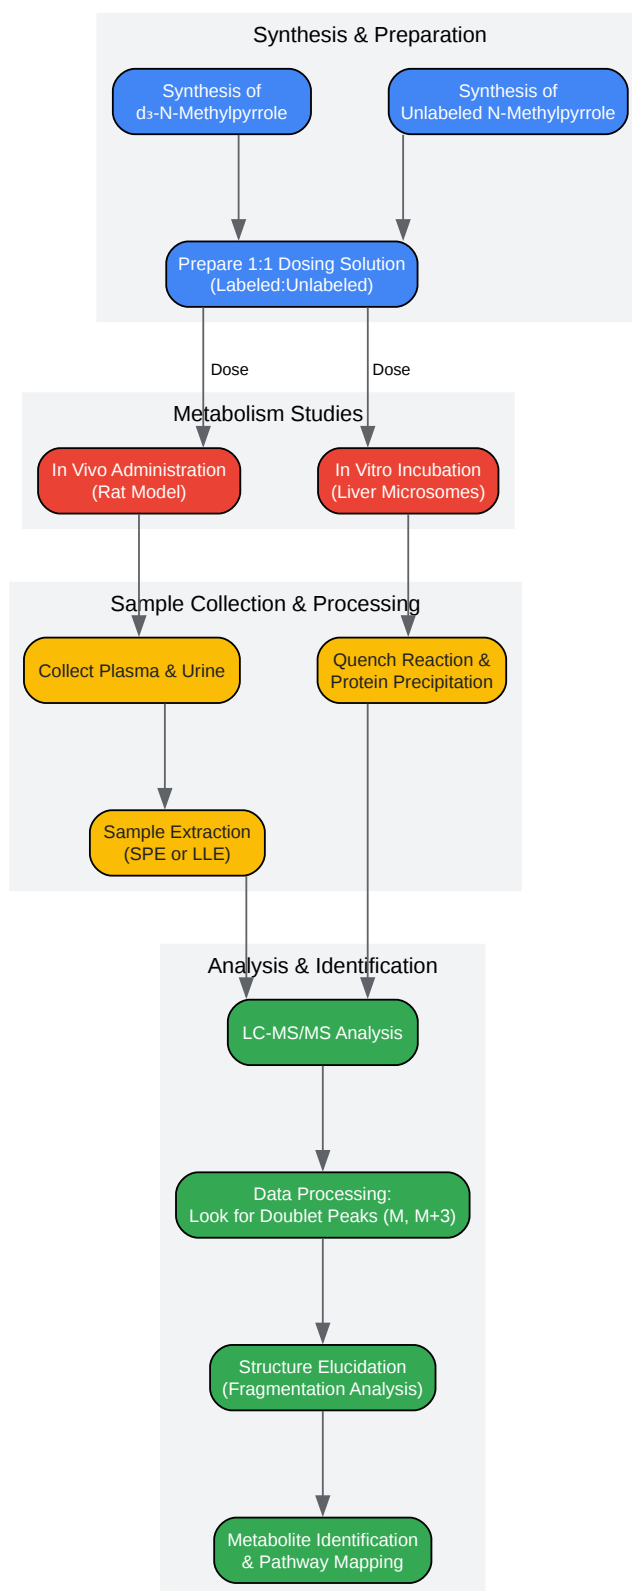 Synthesis & Preparation
Synthesis of
d₃-N-Methylpyrrole
Synthesis of
Unlabeled N-Methylpyrrole
Prepare 1:1 Dosing Solution
(Labeled:Unlabeled)
Dose
Dose
Metabolism Studies
In Vivo Administration
(Rat Model)
In Vitro Incubation
(Liver Microsomes)
Sample Collection & Processing
Collect Plasma & Urine
Quench Reaction &
Protein Precipitation
Sample Extraction
(SPE or LLE)
Analysis & Identification
LC-MS/MS Analysis
Data Processing:
Look for Doublet Peaks (M, M+3)
Structure Elucidation
(Fragmentation Analysis)
Metabolite Identification
& Pathway Mapping